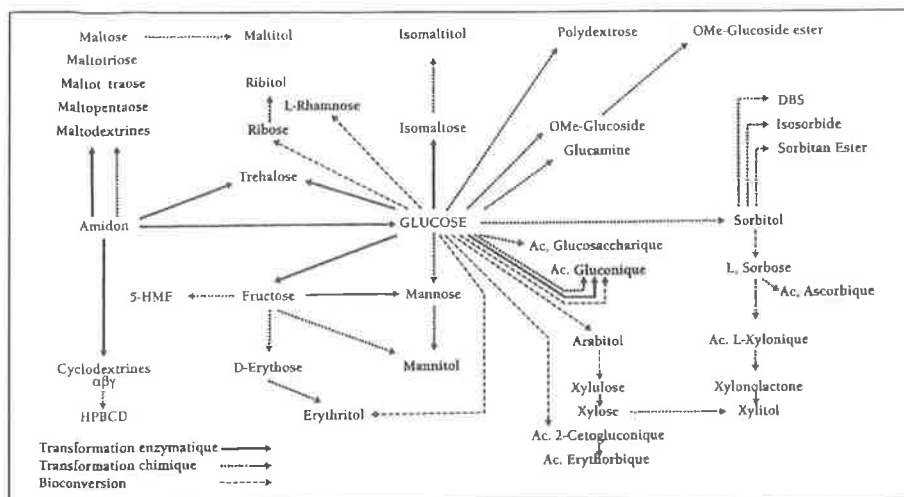 Maltose Maltitol Isomaltitol Polydextrose OMe-Glucoside ester
Maltotriose
Maltot traose
Maltopentaose
Maltodextrines
Ribitol
L-Rhamnose
Ribose
Isomaltose
OMe-Glucoside
Glucamine
DBS
Isosorbide
Sorbitan Ester
Trehalose
Amidon GLUCOSE Sorbitol
Ac, Glucosaccharique
Ac. Gluconique
L, Sorbose
Ac, Ascorbique
5-HMF Fructose Mannose
Arabitol
Ac. L-Xylonique
Cyclodextrines
αβγ
HPBCD
D-Erythose
Mannitol
Erythritol
Xylulose
Xylose
Xylonolactone
Xylitol
Ac. 2-Cetogluconique
Ac. Erythorbique
Transformation enzymatique
Transformation chimique
Bioconversion